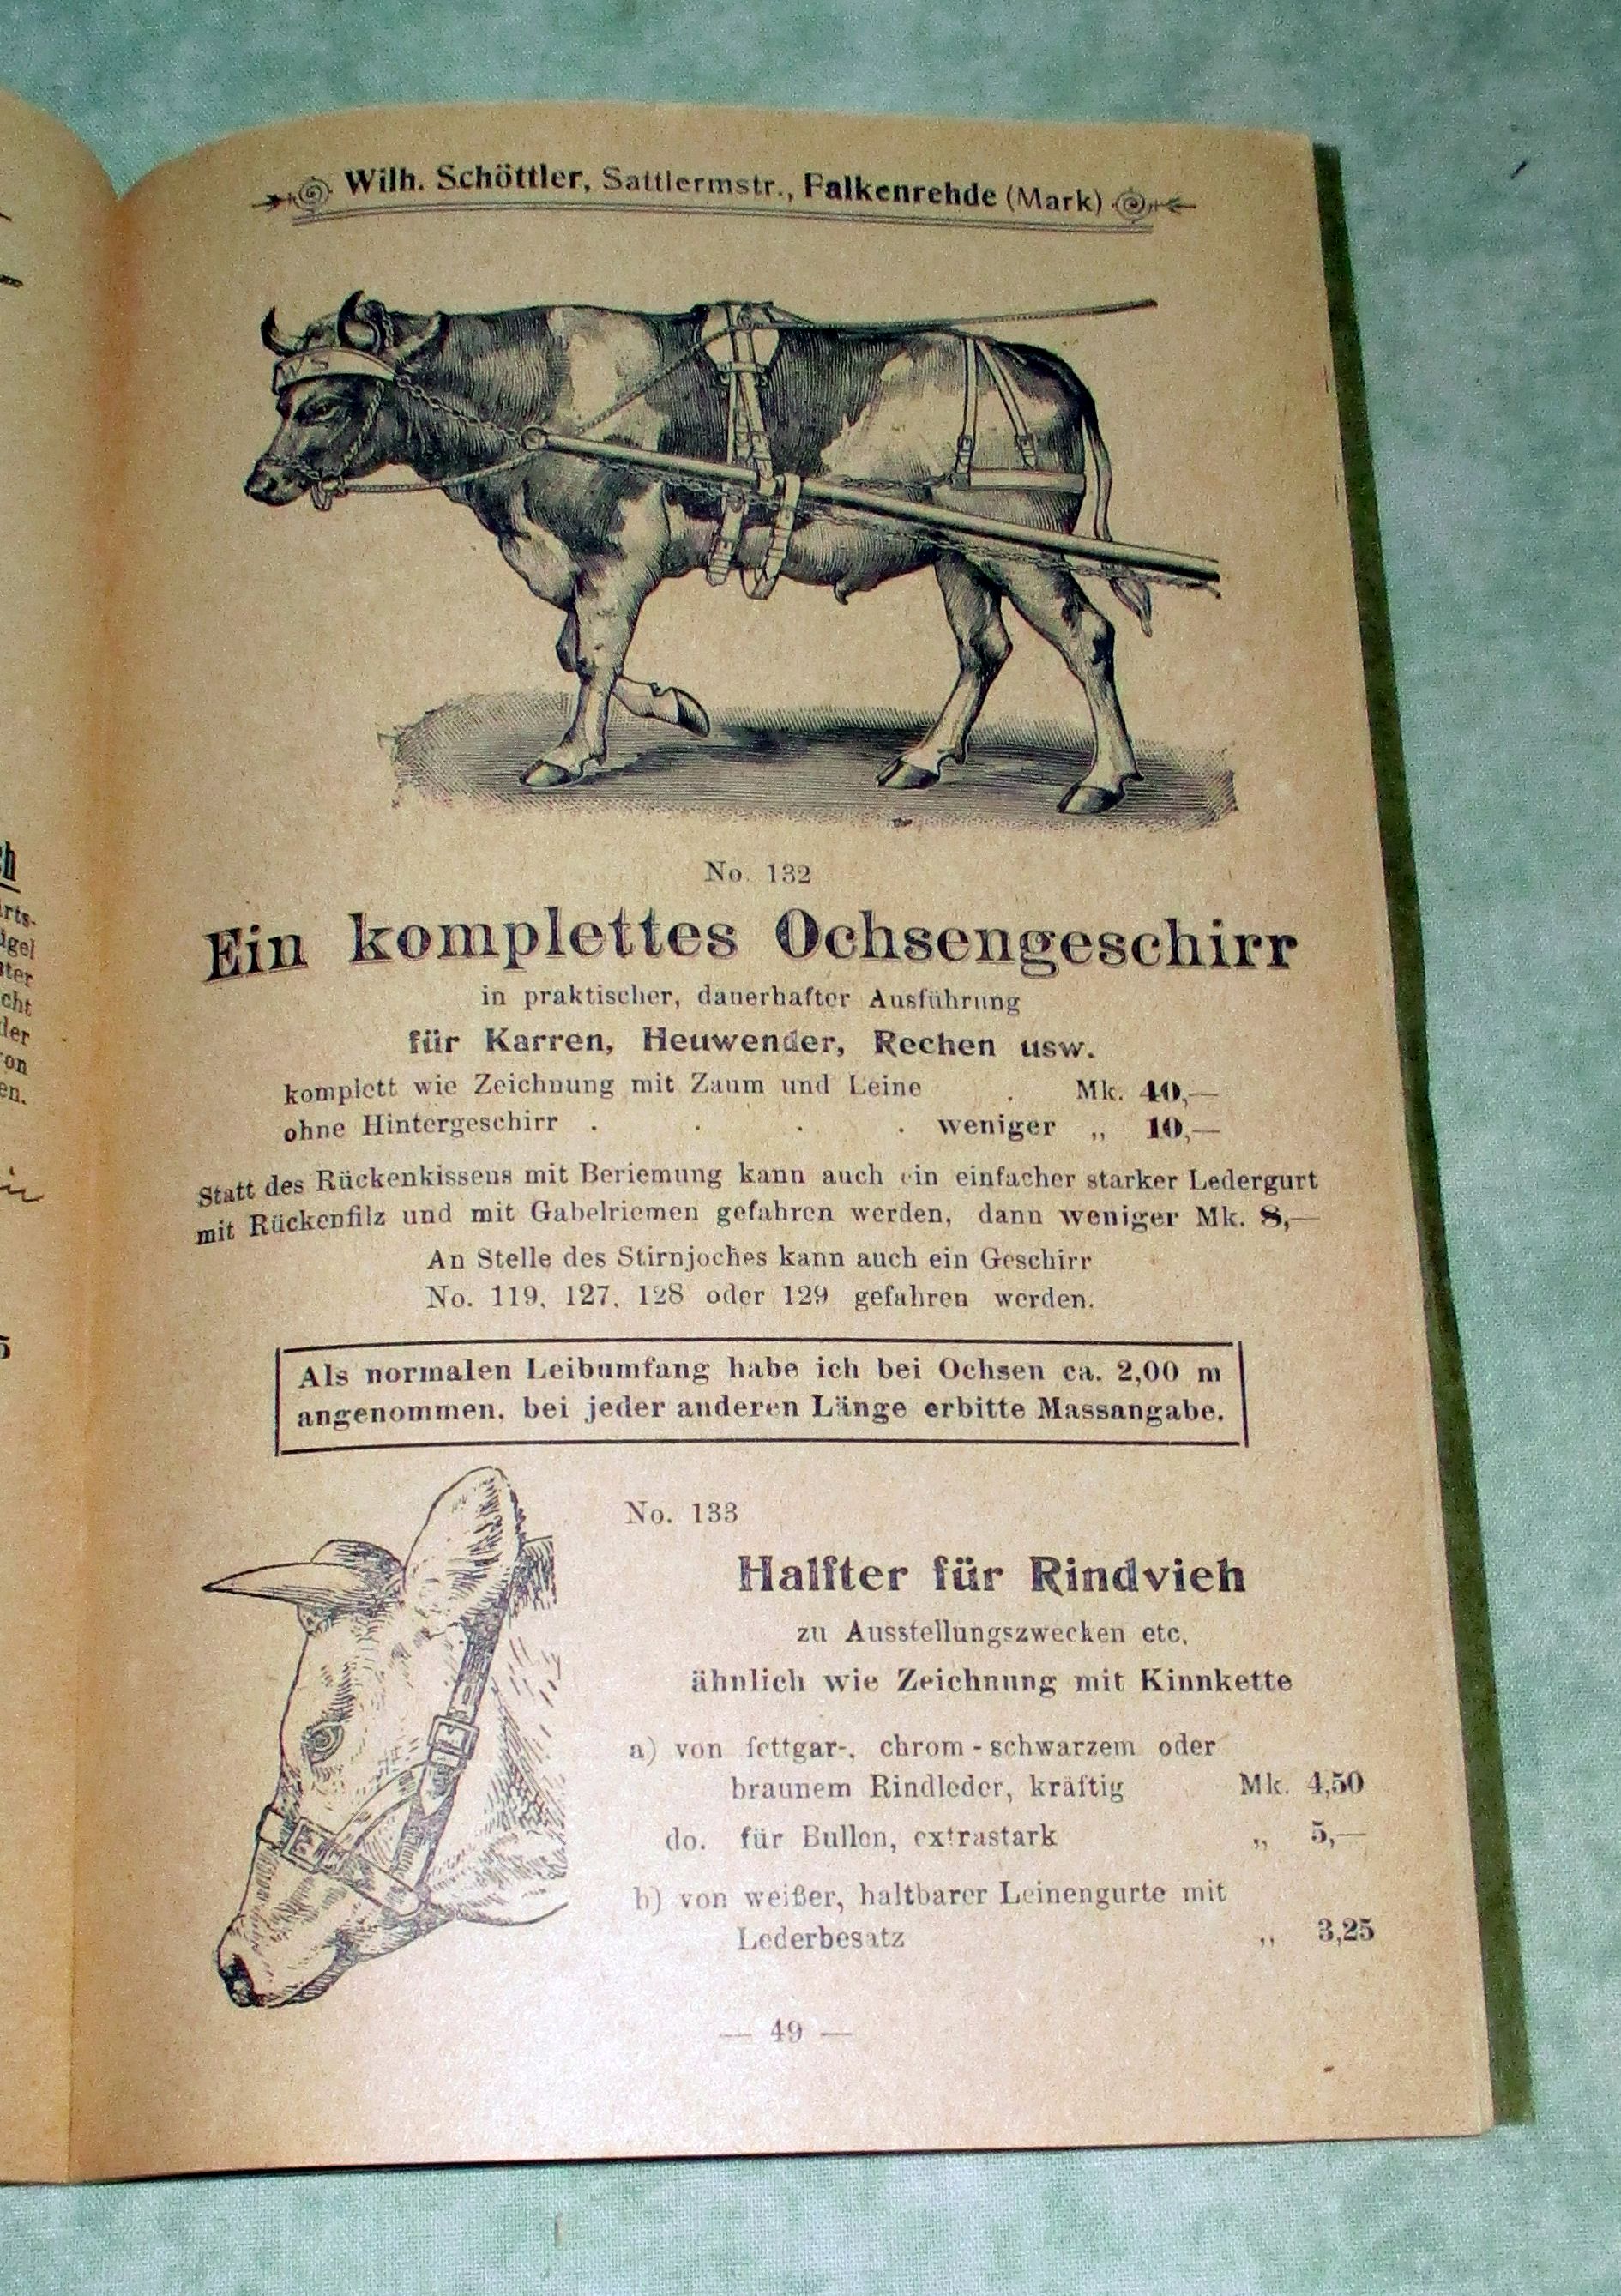 Wilh. Schöttler, Sattlermstr., Falkenrehde (Mark)
WS
No. 132
Ein komplettes Ochsengeschirr
in praktischer, dauerhafter Ausführung
für Karren, Heuwender, Rechen usw.
komplett wie Zeichnung mit Zaum und Leine . Mk. 40,—
ohne Hintergeschirr . . . . weniger „ 10,—
Statt des Rückenkissens mit Beriemung kann auch ein einfacher starker Ledergurt
mit Rückenfilz und mit Gabelriemen gefahren werden, dann weniger Mk. 8,—
An Stelle des Stirnjoches kann auch ein Geschirr
No. 119, 127, 128 oder 129 gefahren werden.
Als normalen Leibumfang habe ich bei Ochsen ca. 2,00 m
angenommen, bei jeder anderen Länge erbitte Massangabe.
No. 133
Halfter für Rindvieh
zu Ausstellungszwecken etc.
ähnlich wie Zeichnung mit Kinnkette
a) von fettgar-, chrom-schwarzem oder
braunem Rindleder, kräftig Mk. 4,50
do. für Bullen, extrastark „ 5,—
b) von weißer, haltbarer Leinengurte mit
Lederbesatz „ 3,25
— 49 —